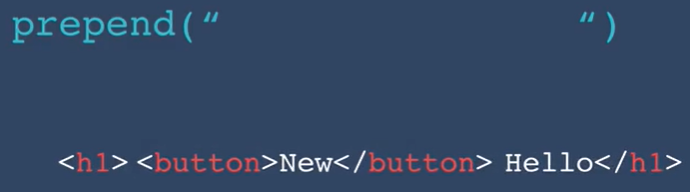 prepend(“ “)
<h1> <button>New</button> Hello</h1>